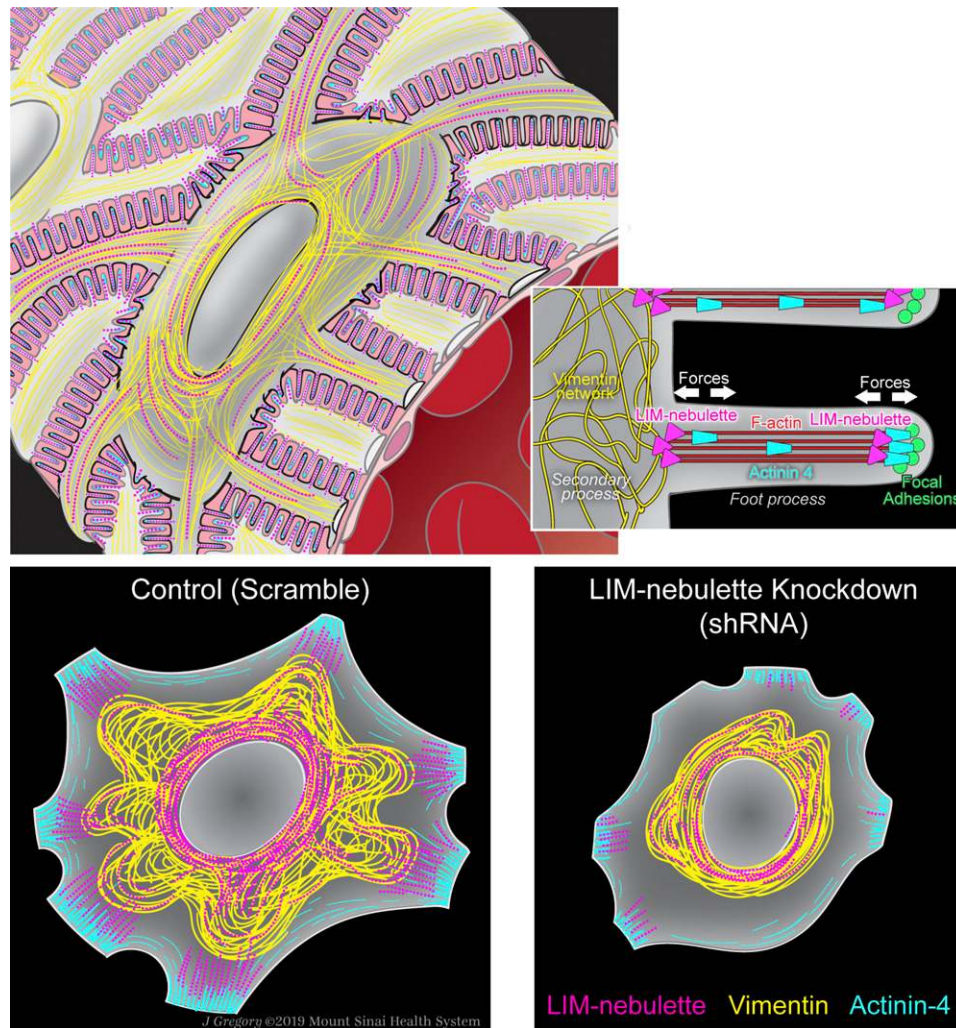 Forces
Forces
Vimentin
network
LIM-nebulette
F-actin
LIM-nebulette
Actinin 4
Secondary
process
Foot process
Focal
Adhesions
Control (Scramble)
LIM-nebulette Knockdown
(shRNA)
J Gregory ©2019 Mount Sinai Health System
LIM-nebulette Vimentin Actinin-4